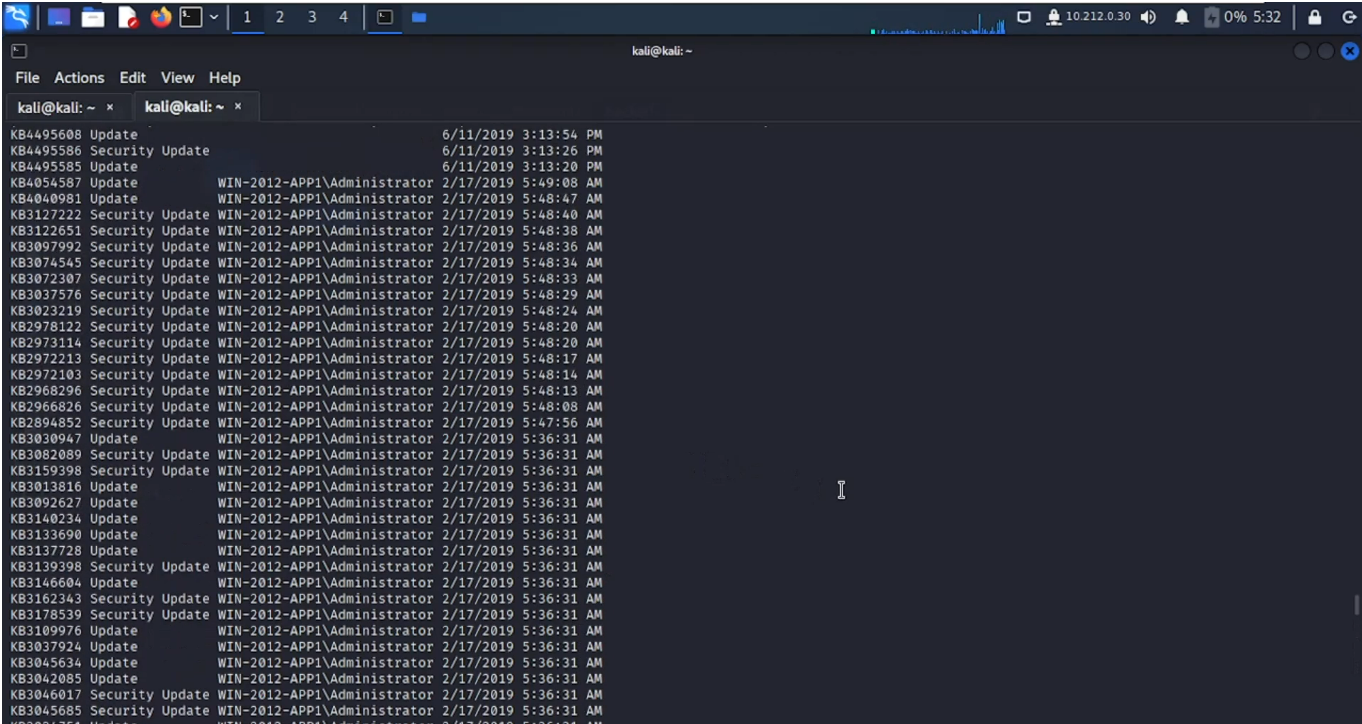 1 2 3 4 10.212.0.30 0% 5:32
kali@kali: ~
File Actions Edit View Help
kali@kali: ~ × kali@kali: ~ ×
KB4495608 Update 6/11/2019 3:13:54 PM
KB4495586 Security Update 6/11/2019 3:13:26 PM
KB4495585 Update 6/11/2019 3:13:20 PM
KB4054587 Update WIN-2012-APP1\Administrator 2/17/2019 5:49:08 AM
KB4040981 Update WIN-2012-APP1\Administrator 2/17/2019 5:48:47 AM
KB3127222 Security Update WIN-2012-APP1\Administrator 2/17/2019 5:48:40 AM
KB3122651 Security Update WIN-2012-APP1\Administrator 2/17/2019 5:48:38 AM
KB3097992 Security Update WIN-2012-APP1\Administrator 2/17/2019 5:48:36 AM
KB3074545 Security Update WIN-2012-APP1\Administrator 2/17/2019 5:48:34 AM
KB3072307 Security Update WIN-2012-APP1\Administrator 2/17/2019 5:48:33 AM
KB3037576 Security Update WIN-2012-APP1\Administrator 2/17/2019 5:48:29 AM
KB3023219 Security Update WIN-2012-APP1\Administrator 2/17/2019 5:48:24 AM
KB2978122 Security Update WIN-2012-APP1\Administrator 2/17/2019 5:48:20 AM
KB2973114 Security Update WIN-2012-APP1\Administrator 2/17/2019 5:48:20 AM
KB2972213 Security Update WIN-2012-APP1\Administrator 2/17/2019 5:48:17 AM
KB2972103 Security Update WIN-2012-APP1\Administrator 2/17/2019 5:48:14 AM
KB2968296 Security Update WIN-2012-APP1\Administrator 2/17/2019 5:48:13 AM
KB2966826 Security Update WIN-2012-APP1\Administrator 2/17/2019 5:48:08 AM
KB2894852 Security Update WIN-2012-APP1\Administrator 2/17/2019 5:47:56 AM
KB3030947 Update WIN-2012-APP1\Administrator 2/17/2019 5:36:31 AM
KB3082089 Security Update WIN-2012-APP1\Administrator 2/17/2019 5:36:31 AM
KB3159398 Security Update WIN-2012-APP1\Administrator 2/17/2019 5:36:31 AM
KB3013816 Update WIN-2012-APP1\Administrator 2/17/2019 5:36:31 AM
KB3092627 Update WIN-2012-APP1\Administrator 2/17/2019 5:36:31 AM
KB3140234 Update WIN-2012-APP1\Administrator 2/17/2019 5:36:31 AM
KB3133690 Update WIN-2012-APP1\Administrator 2/17/2019 5:36:31 AM
KB3137728 Update WIN-2012-APP1\Administrator 2/17/2019 5:36:31 AM
KB3139398 Security Update WIN-2012-APP1\Administrator 2/17/2019 5:36:31 AM
KB3146604 Update WIN-2012-APP1\Administrator 2/17/2019 5:36:31 AM
KB3162343 Security Update WIN-2012-APP1\Administrator 2/17/2019 5:36:31 AM
KB3178539 Security Update WIN-2012-APP1\Administrator 2/17/2019 5:36:31 AM
KB3109976 Update WIN-2012-APP1\Administrator 2/17/2019 5:36:31 AM
KB3037924 Update WIN-2012-APP1\Administrator 2/17/2019 5:36:31 AM
KB3045634 Update WIN-2012-APP1\Administrator 2/17/2019 5:36:31 AM
KB3042085 Update WIN-2012-APP1\Administrator 2/17/2019 5:36:31 AM
KB3046017 Security Update WIN-2012-APP1\Administrator 2/17/2019 5:36:31 AM
KB3045685 Security Update WIN-2012-APP1\Administrator 2/17/2019 5:36:31 AM